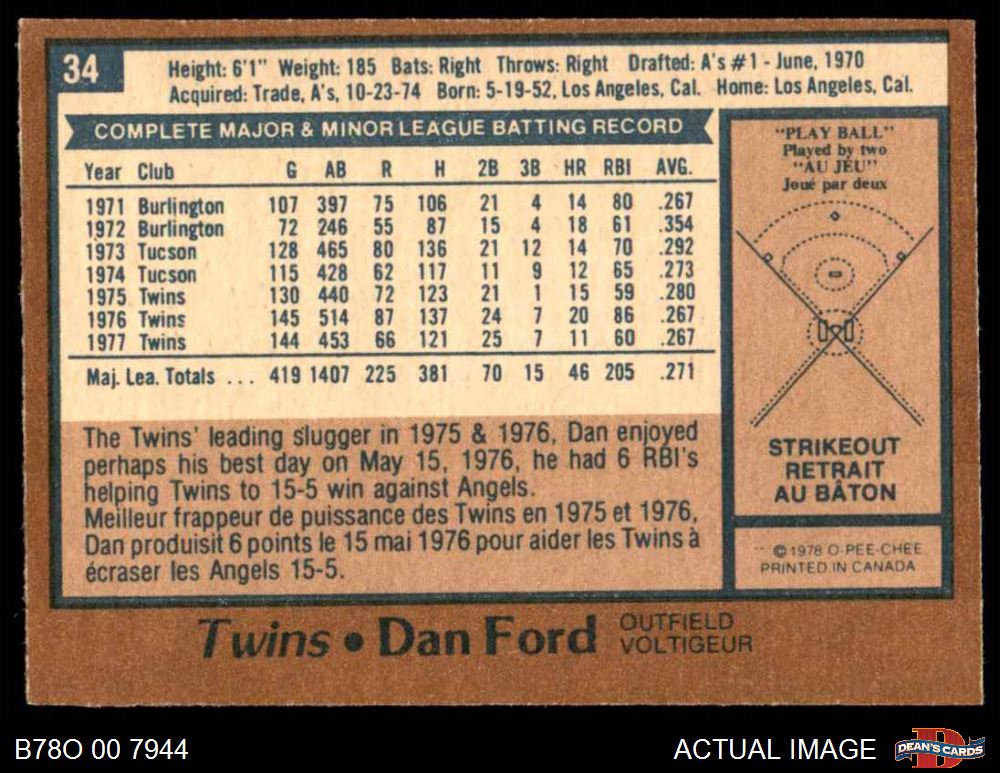 34
Height: 6'1" Weight: 185 Bats: Right Throws: Right Drafted: A's #1 - June, 1970
Acquired: Trade, A's, 10-23-74 Born: 5-19-52, Los Angeles, Cal. Home: Los Angeles, Cal.
COMPLETE MAJOR & MINOR LEAGUE BATTING RECORD
Year Club G AB R H 2B 3B HR RBI AVG.
1971 Burlington 107 397 75 106 21 4 14 80 .267
1972 Burlington 72 246 55 87 15 4 18 61 .354
1973 Tucson 128 465 80 136 21 12 14 70 .292
1974 Tucson 115 428 62 117 11 9 12 65 .273
1975 Twins 130 440 72 123 21 1 15 59 .280
1976 Twins 145 514 87 137 24 7 20 86 .267
1977 Twins 144 453 66 121 25 7 11 60 .267
Maj. Lea. Totals ... 419 1407 225 381 70 15 46 205 .271
The Twins' leading slugger in 1975 & 1976, Dan enjoyed
perhaps his best day on May 15, 1976, he had 6 RBI's
helping Twins to 15-5 win against Angels.
Meilleur frappeur de puissance des Twins en 1975 et 1976,
Dan produisit 6 points le 15 mai 1976 pour aider les Twins à
écraser les Angels 15-5.
"PLAY BALL"
Played by two
"AU JEU"
Joué par deux
STRIKEOUT
RETRAIT
AU BÂTON
© 1978 O-PEE-CHEE
PRINTED IN CANADA
Twins • Dan Ford
OUTFIELD
VOLTIGEUR
B78O 00 7944
ACTUAL IMAGE
DEAN'S CARDS